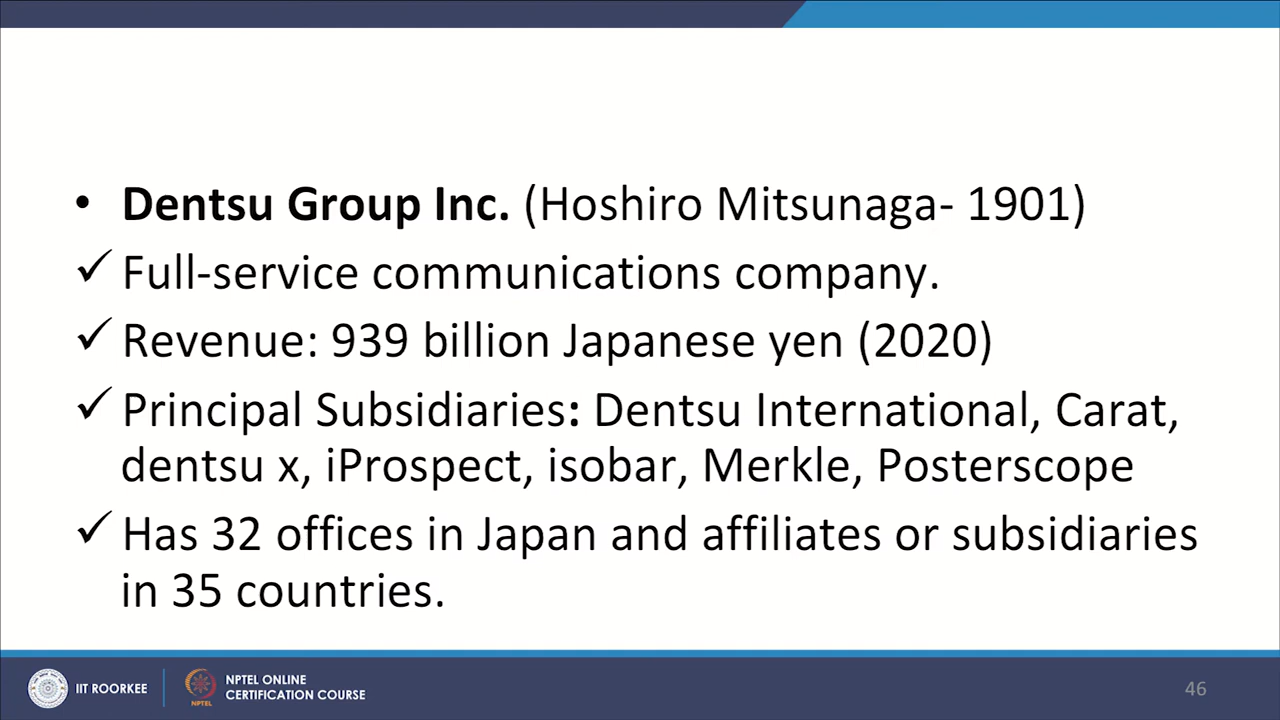 • Dentsu Group Inc. (Hoshiro Mitsunaga- 1901)
✓ Full-service communications company.
✓ Revenue: 939 billion Japanese yen (2020)
✓ Principal Subsidiaries: Dentsu International, Carat,
dentsu x, iProspect, isobar, Merkle, Posterscope
✓ Has 32 offices in Japan and affiliates or subsidiaries
in 35 countries.
IIT ROORKEE
NPTEL
NPTEL ONLINE
CERTIFICATION COURSE
46